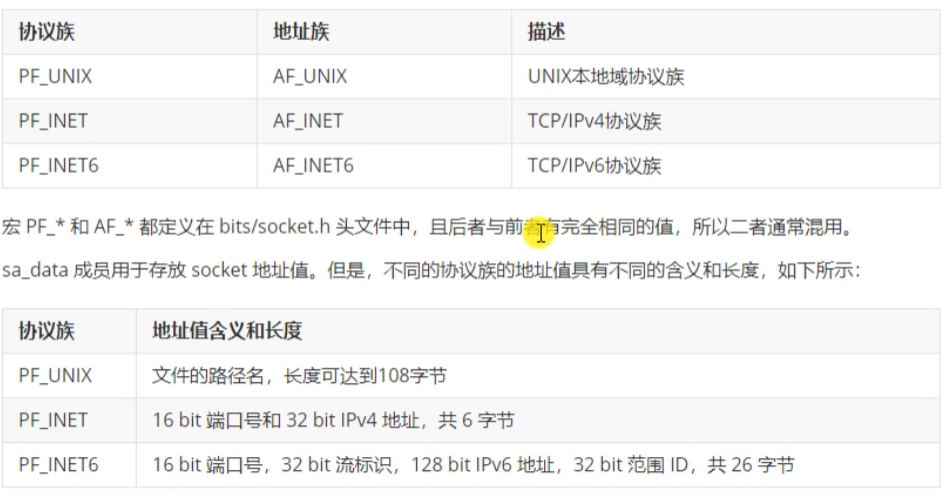 协议族 地址族 描述
PF_UNIX AF_UNIX UNIX本地域协议族
PF_INET AF_INET TCP/IPv4协议族
PF_INET6 AF_INET6 TCP/IPv6协议族
宏 PF_* 和 AF_* 都定义在 bits/socket.h 头文件中，且后者与前者有完全相同的值，所以二者通常混用。
sa_data 成员用于存放 socket 地址值。但是，不同的协议族的地址值具有不同的含义和长度，如下所示：
协议族 地址值含义和长度
PF_UNIX 文件的路径名，长度可达到108字节
PF_INET 16 bit 端口号和 32 bit IPv4 地址，共 6 字节
PF_INET6 16 bit 端口号，32 bit 流标识，128 bit IPv6 地址，32 bit 范围 ID，共 26 字节